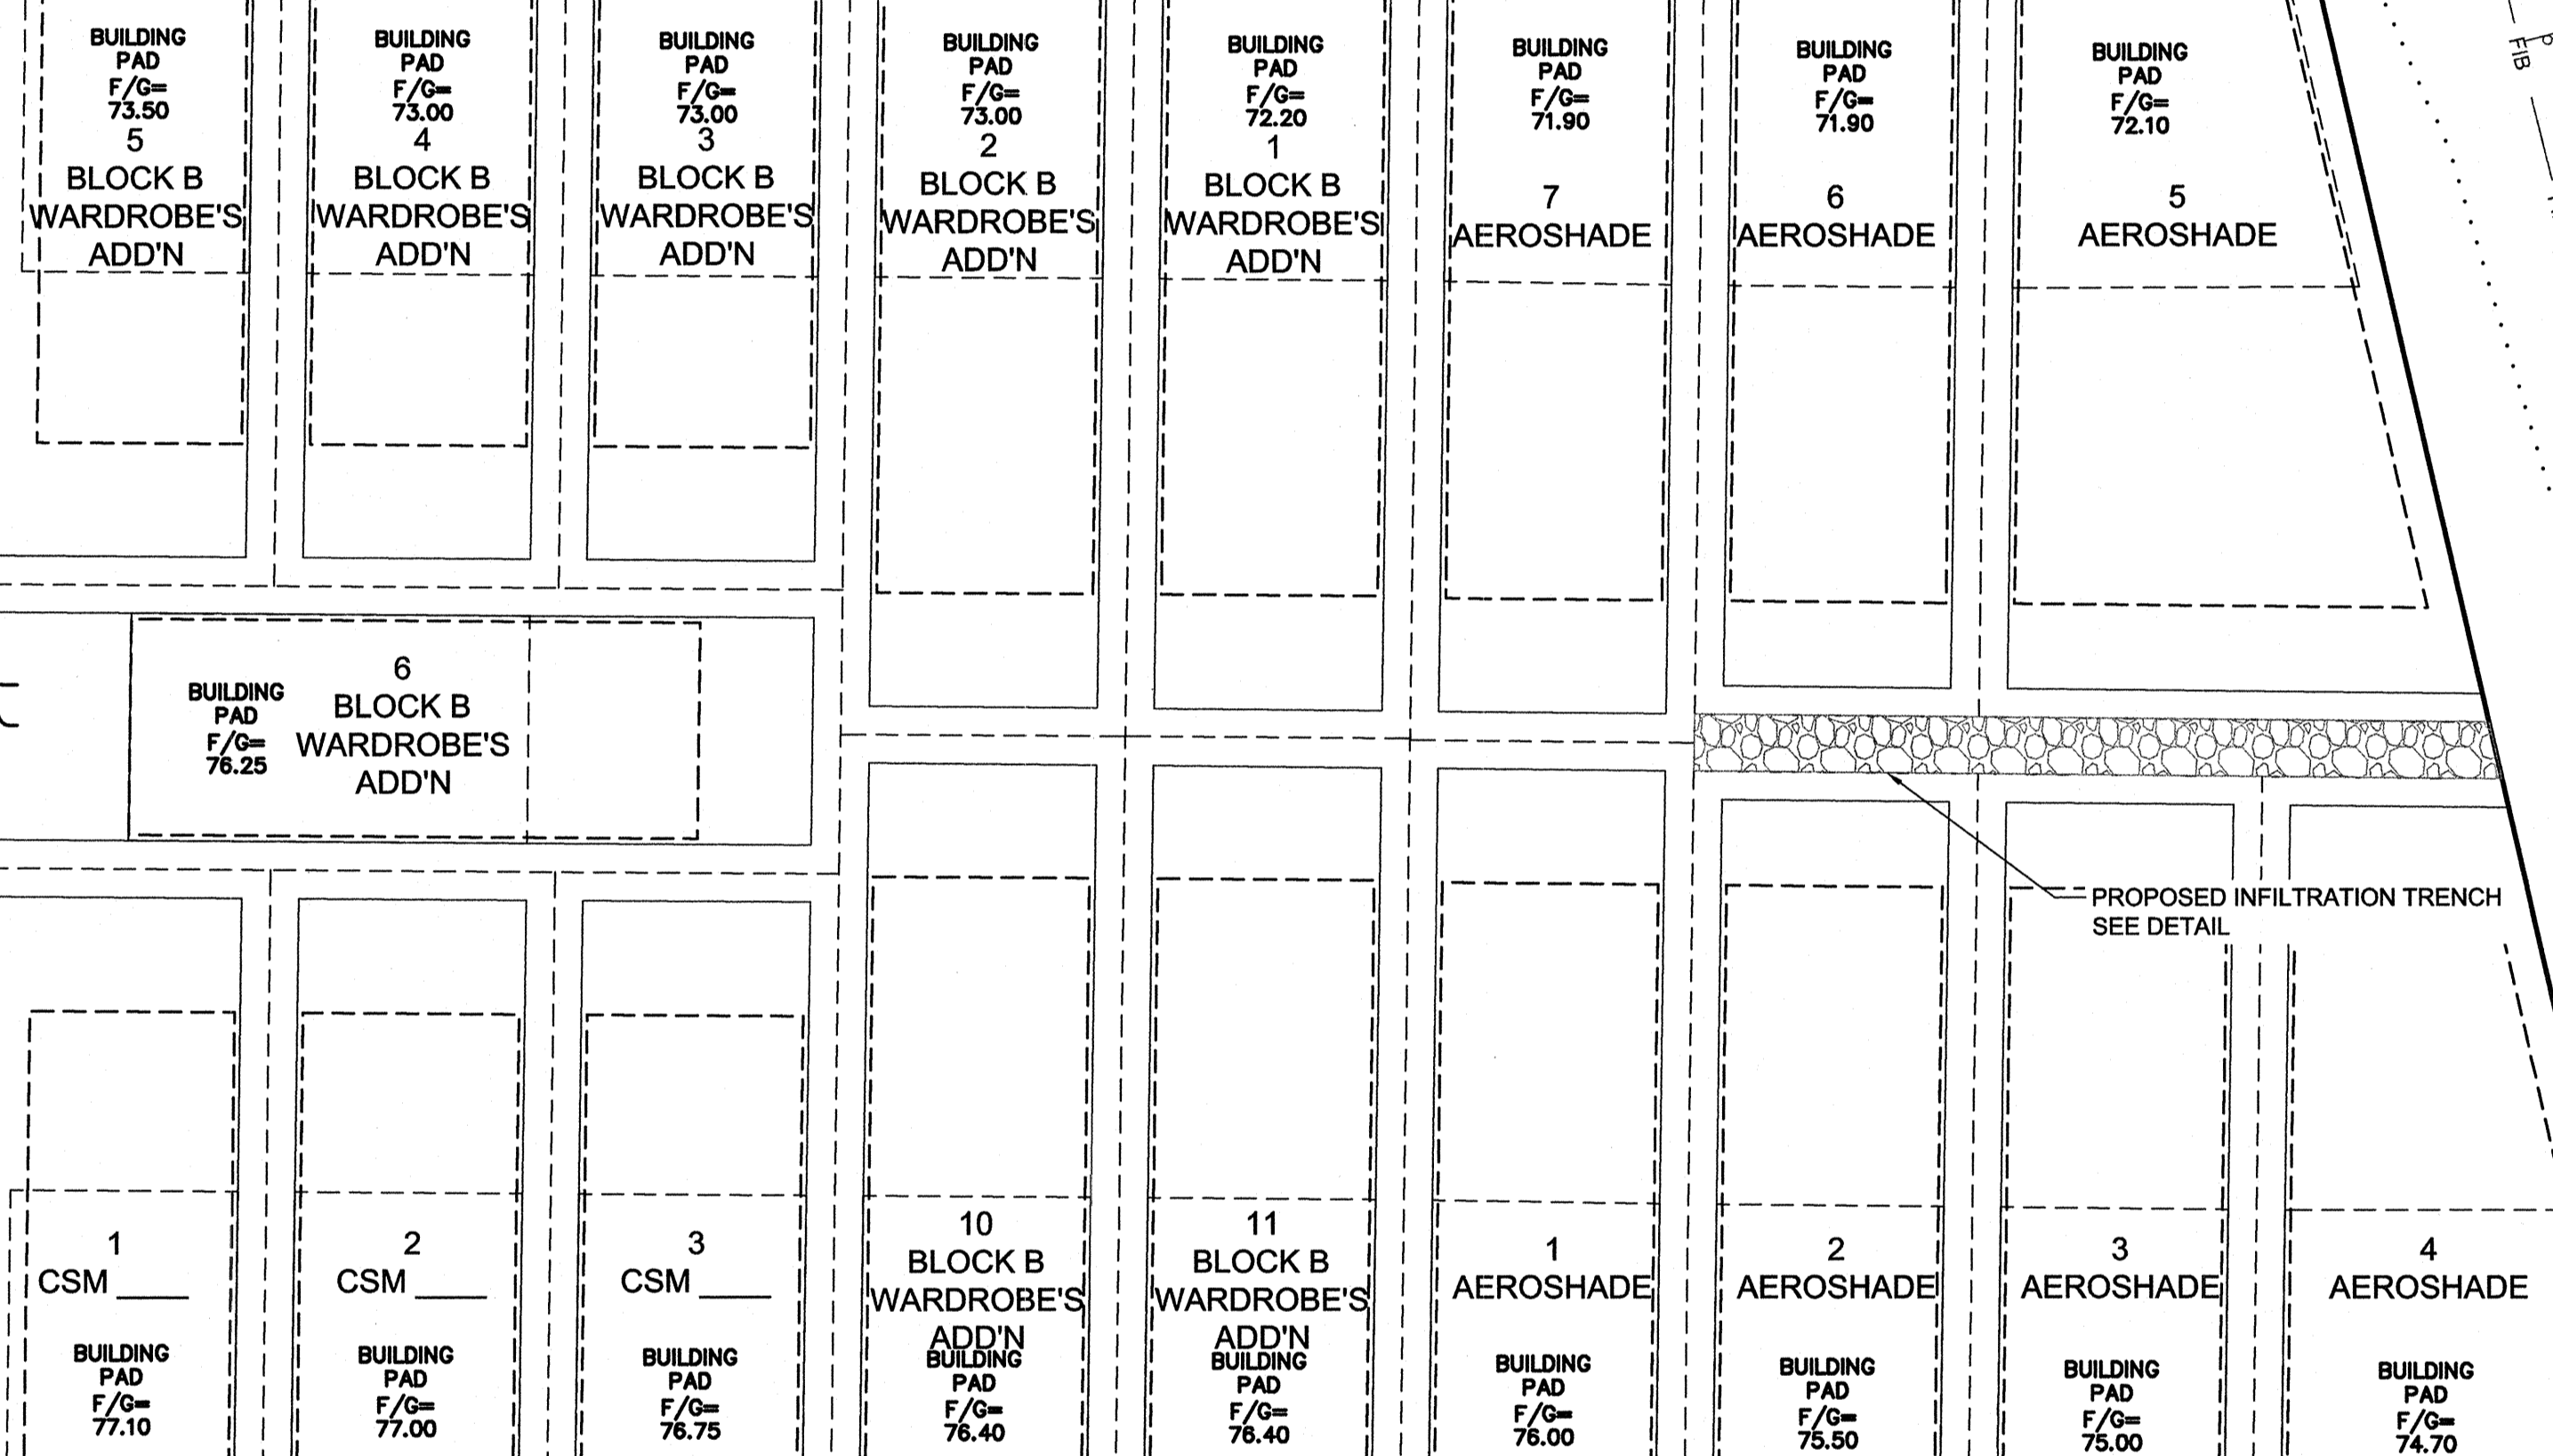 BUILDING
PAD
F/G=
73.50
5
BLOCK B
WARDROBE'S
ADD'N
BUILDING
PAD
F/G=
73.00
4
BLOCK B
WARDROBE'S
ADD'N
BUILDING
PAD
F/G=
73.00
3
BLOCK B
WARDROBE'S
ADD'N
BUILDING
PAD
F/G=
73.00
2
BLOCK B
WARDROBE'S
ADD'N
BUILDING
PAD
F/G=
72.20
1
BLOCK B
WARDROBE'S
ADD'N
BUILDING
PAD
F/G=
71.90
7
AEROSHADE
BUILDING
PAD
F/G=
71.90
6
AEROSHADE
BUILDING
PAD
F/G=
72.10
5
AEROSHADE
FIB
BUILDING
PAD
F/G=
76.25
6
BLOCK B
WARDROBE'S
ADD'N
PROPOSED INFILTRATION TRENCH
SEE DETAIL
1
CSM ____
BUILDING
PAD
F/G=
77.10
2
CSM ____
BUILDING
PAD
F/G=
77.00
3
CSM ____
BUILDING
PAD
F/G=
76.75
10
BLOCK B
WARDROBE'S
ADD'N
BUILDING
PAD
F/G=
76.40
11
BLOCK B
WARDROBE'S
ADD'N
BUILDING
PAD
F/G=
76.40
1
AEROSHADE
BUILDING
PAD
F/G=
76.00
2
AEROSHADE
BUILDING
PAD
F/G=
75.50
3
AEROSHADE
BUILDING
PAD
F/G=
75.00
4
AEROSHADE
BUILDING
PAD
F/G=
74.70